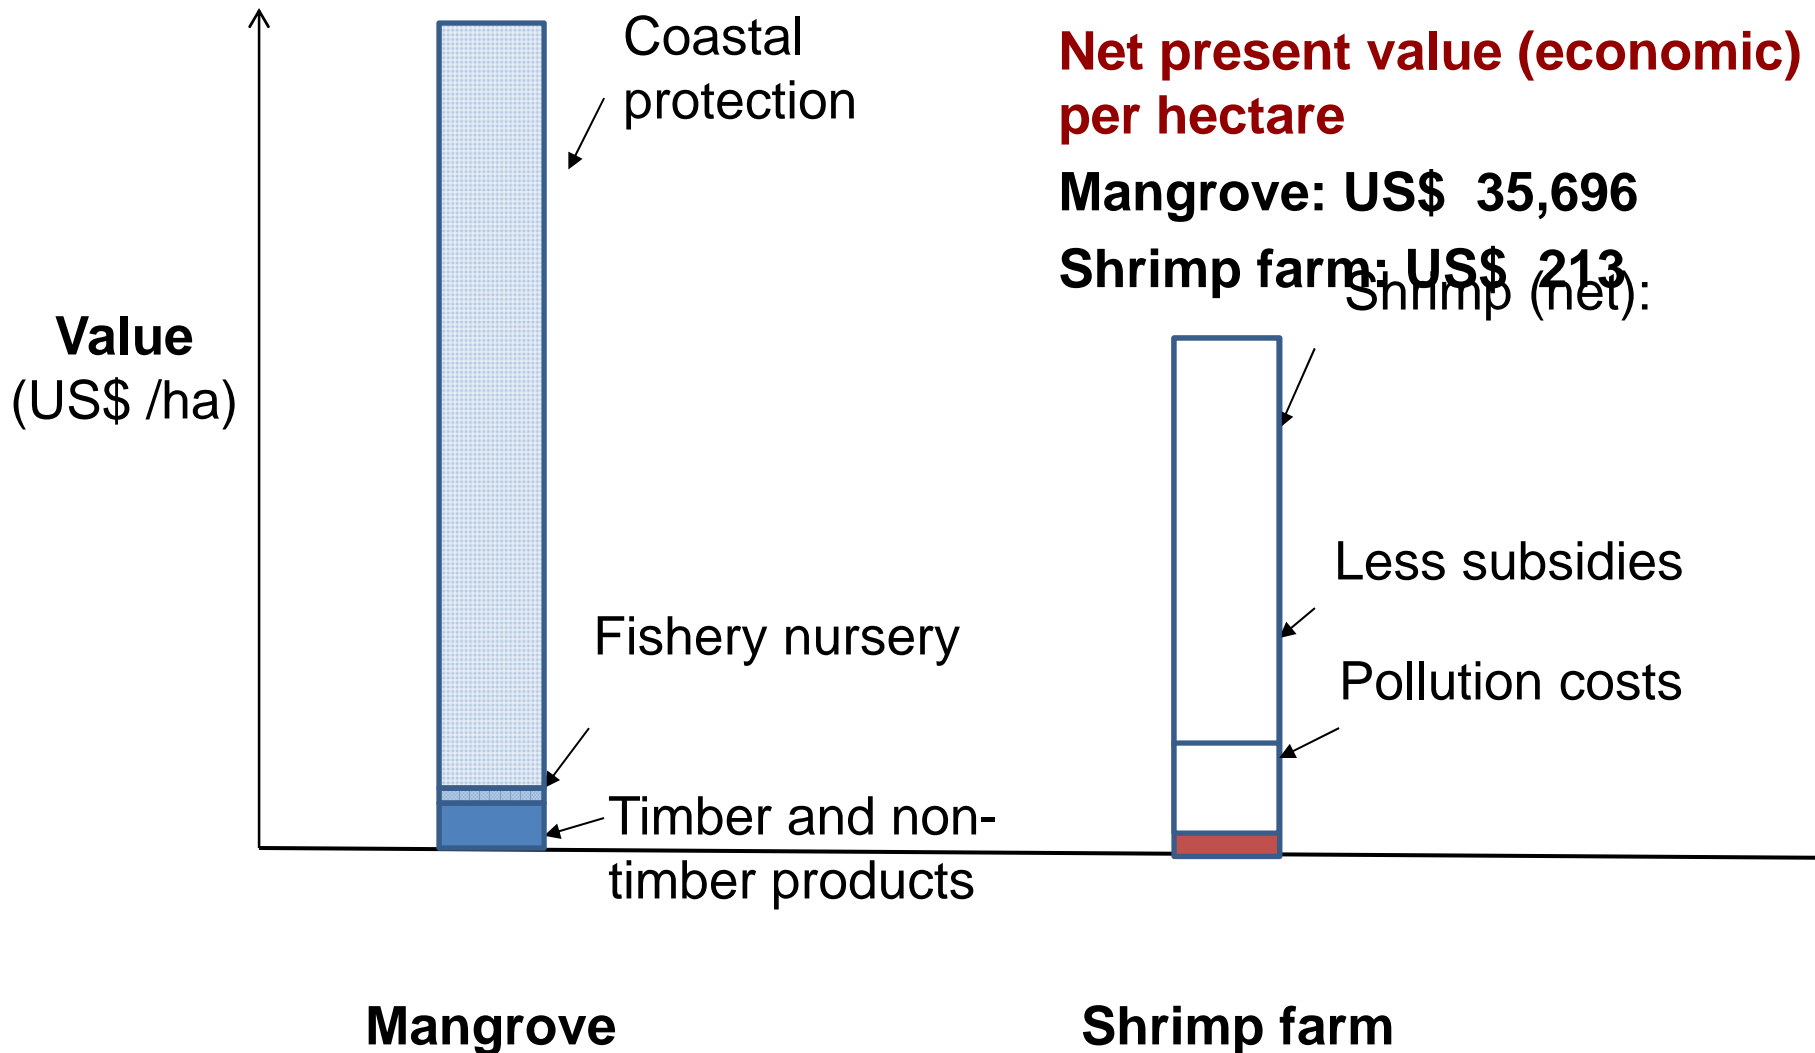 Coastal
protection
Net present value (economic)
per hectare
Mangrove: US$ 35,696
Shrimp farm: US$ 213
Shrimp (net):
Value
(US$ /ha)
Less subsidies
Fishery nursery
Pollution costs
Timber and non-
timber products
Mangrove
Shrimp farm